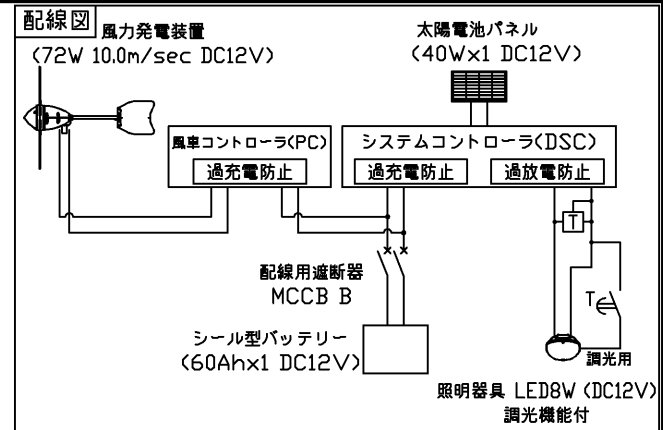 配線図
風力発電装置
(72W 10.0m/sec DC12V)
太陽電池パネル
(40Wx1 DC12V)
風車コントローラ(PC)
過充電防止
システムコントローラ(DSC)
過充電防止
過放電防止
T
配線用遮断器
MCCB B
T
シール型バッテリー
(60Ahx1 DC12V)
調光用
照明器具 LED8W (DC12V)
調光機能付